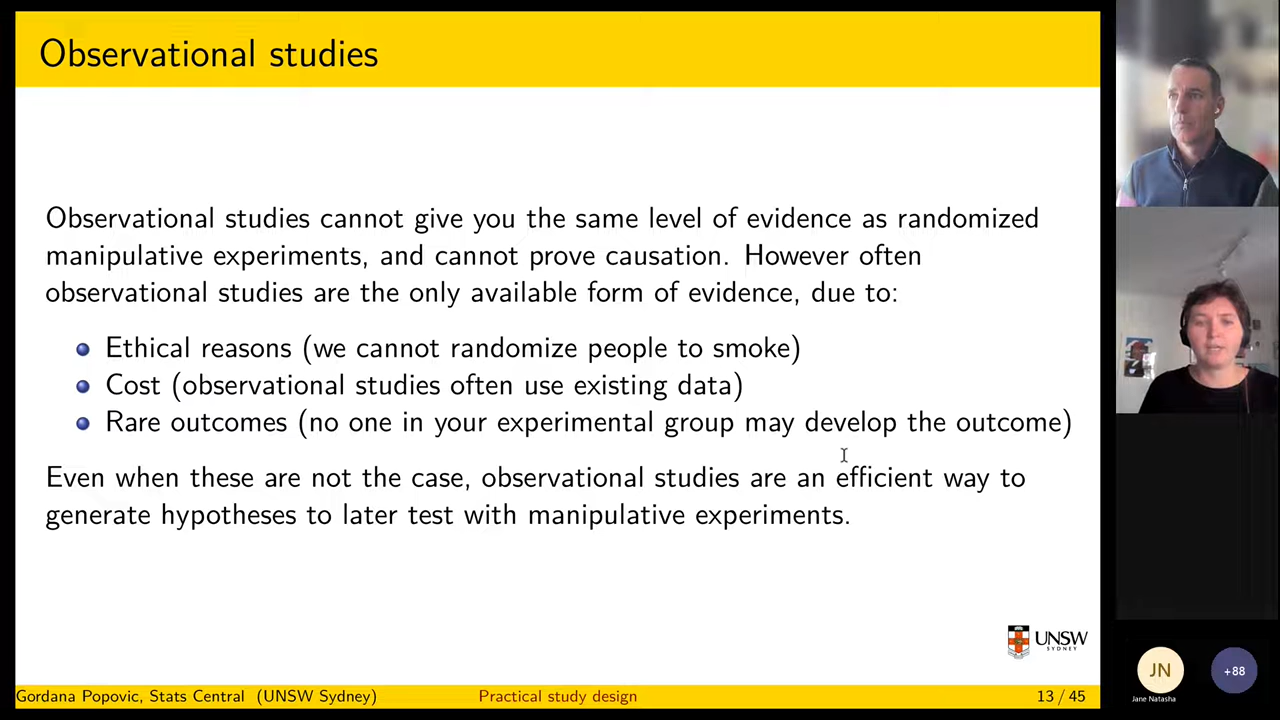 Observational studies
Observational studies cannot give you the same level of evidence as randomized
manipulative experiments, and cannot prove causation. However often
observational studies are the only available form of evidence, due to:
Ethical reasons (we cannot randomize people to smoke)
Cost (observational studies often use existing data)
Rare outcomes (no one in your experimental group may develop the outcome)
Even when these are not the case, observational studies are an efficient way to
generate hypotheses to later test with manipulative experiments.
UNSW
SYDNEY
Gordana Popovic, Stats Central (UNSW Sydney)
Practical study design
13 / 45
JN
Jane Natasha
+88